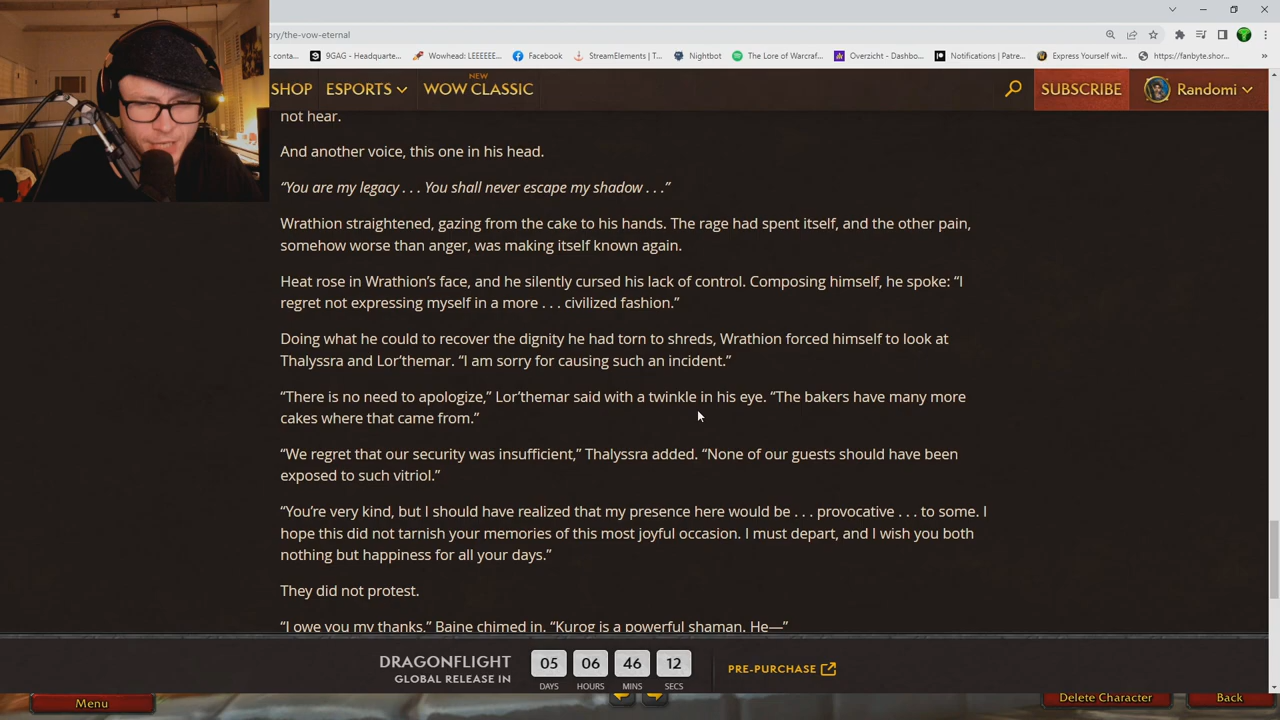 ory/the-vow-eternal
- conta...
9GAG - Headquarte...
Wowhead: LEEEEEE...
Facebook
StreamElements | T...
Nightbot
The Lore of Warcraf...
Overzicht - Dashbo...
Notifications | Patre...
Express Yourself wit...
https://fanbyte.shor...
»
NEW
SHOP
ESPORTS
WOW CLASSIC
SUBSCRIBE
Randomi
not hear.
And another voice, this one in his head.
“You are my legacy . . . You shall never escape my shadow . . .”
Wrathion straightened, gazing from the cake to his hands. The rage had spent itself, and the other pain,
somehow worse than anger, was making itself known again.
Heat rose in Wrathion’s face, and he silently cursed his lack of control. Composing himself, he spoke: “I
regret not expressing myself in a more . . . civilized fashion.”
Doing what he could to recover the dignity he had torn to shreds, Wrathion forced himself to look at
Thalyssra and Lor’themar. “I am sorry for causing such an incident.”
“There is no need to apologize,” Lor’themar said with a twinkle in his eye. “The bakers have many more
cakes where that came from.”
“We regret that our security was insufficient,” Thalyssra added. “None of our guests should have been
exposed to such vitriol.”
“You’re very kind, but I should have realized that my presence here would be . . . provocative . . . to some. I
hope this did not tarnish your memories of this most joyful occasion. I must depart, and I wish you both
nothing but happiness for all your days.”
They did not protest.
“I owe you my thanks,” Baine chimed in. “Kurog is a powerful shaman. He—”
DRAGONFLIGHT
GLOBAL RELEASE IN
05 06 46 12
DAYS HOURS MINS SECS
PRE-PURCHASE
Menu
Delete Character
Back